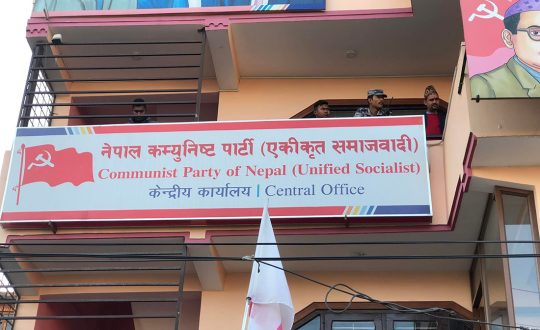 नेपाल कम्युनिष्ट पार्टी (एकीकृत समाजवादी)
Communist Party of Nepal (Unified Socialist)
केन्द्रीय कार्यालय | Central Office